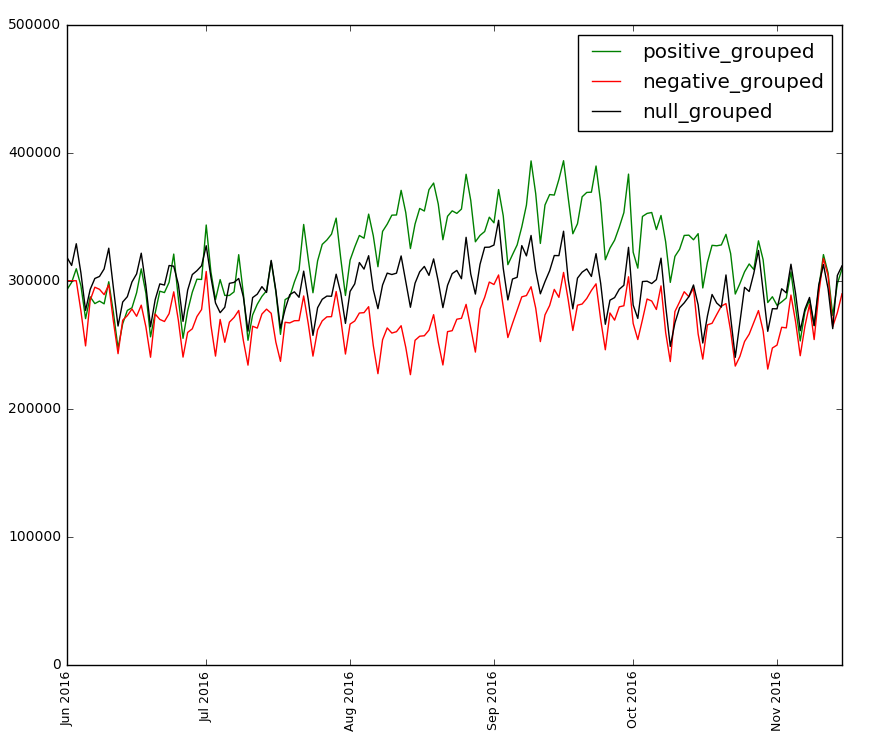 500000
400000
300000
200000
100000
0
positive_grouped
negative_grouped
null_grouped
Jun 2016
Jul 2016
Aug 2016
Sep 2016
Oct 2016
Nov 2016